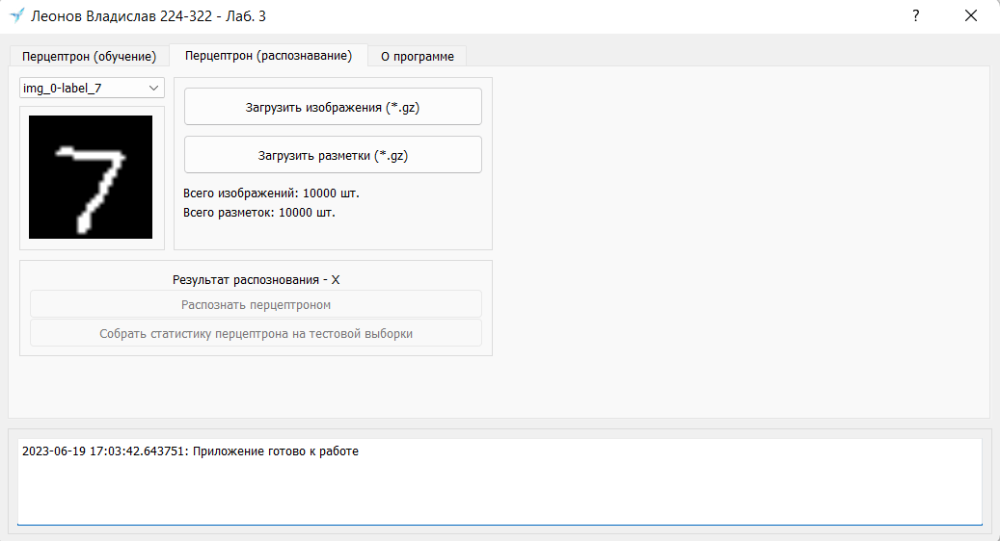 Леонов Владислав 224-322 - Лаб. 3
?
Перцептрон (обучение) Перцептрон (распознавание) О программе
img_0-label_7
Загрузить изображения (*.gz)
7
Загрузить разметки (*.gz)
Всего изображений: 10000 шт.
Всего разметок: 10000 шт.
Результат распознования - X
Распознать перцептроном
Собрать статистику перцептрона на тестовой выборки
2023-06-19 17:03:42.643751: Приложение готово к работе